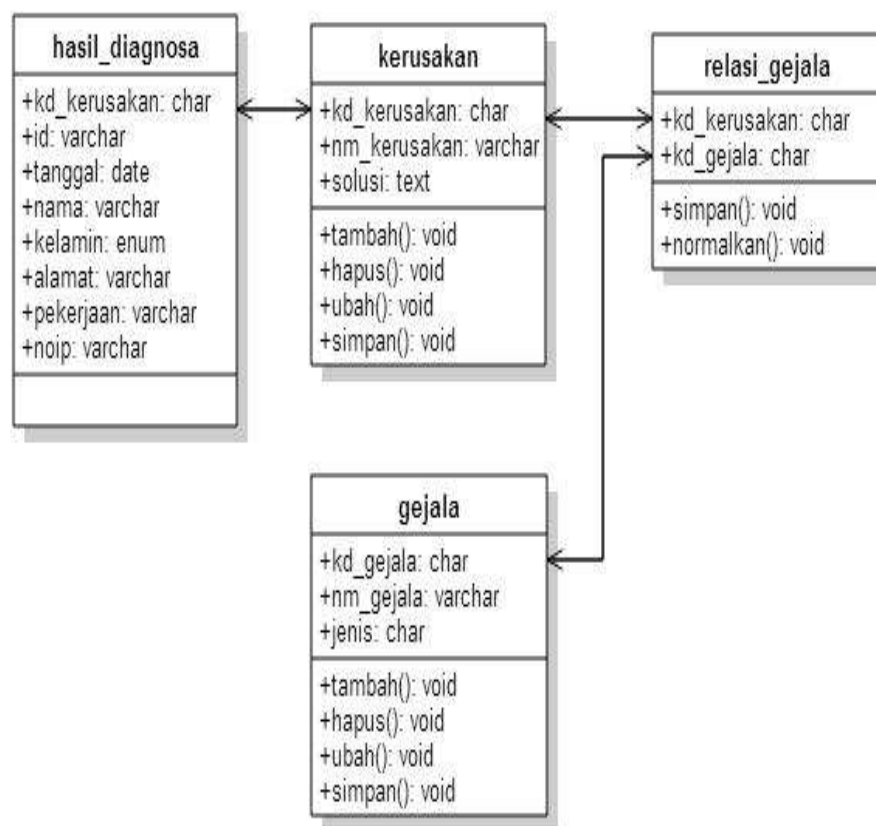 hasil_diagnosa
+kd_kerusakan: char
+id: varchar
+tanggal: date
+nama: varchar
+kelamin: enum
+alamat: varchar
+pekerjaan: varchar
+noip: varchar
kerusakan
+kd_kerusakan: char
+nm_kerusakan: varchar
+solusi: text
+tambah(): void
+hapus(): void
+ubah(): void
+simpan(): void
relasi_gejala
+kd_kerusakan: char
+kd_gejala: char
+simpan(): void
+normalkan(): void
gejala
+kd_gejala: char
+nm_gejala: varchar
+jenis: char
+tambah(): void
+hapus(): void
+ubah(): void
+simpan(): void